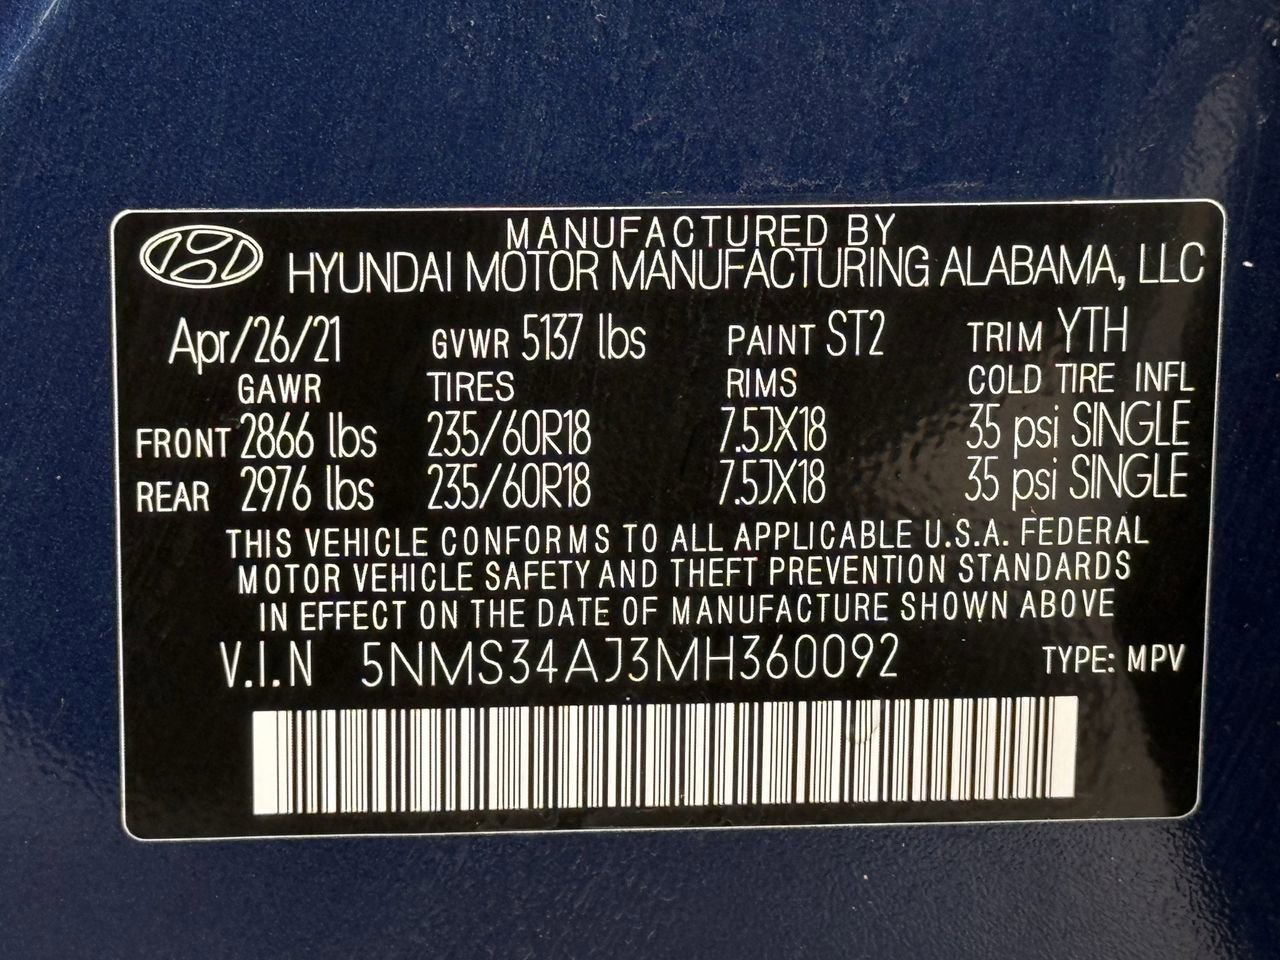 MANUFACTURED BY
HYUNDAI MOTOR MANUFACTURING ALABAMA, LLC
Apr/26/21 GVWR 5137 lbs PAINT ST2 TRIM YTH
GAWR TIRES RIMS COLD TIRE INFL
FRONT 2866 lbs 235/60R18 7.5JX18 35 psi SINGLE
REAR 2976 lbs 235/60R18 7.5JX18 35 psi SINGLE
THIS VEHICLE CONFORMS TO ALL APPLICABLE U.S.A. FEDERAL
MOTOR VEHICLE SAFETY AND THEFT PREVENTION STANDARDS
IN EFFECT ON THE DATE OF MANUFACTURE SHOWN ABOVE
V.I.N 5NMS34AJ3MH360092 TYPE: MPV